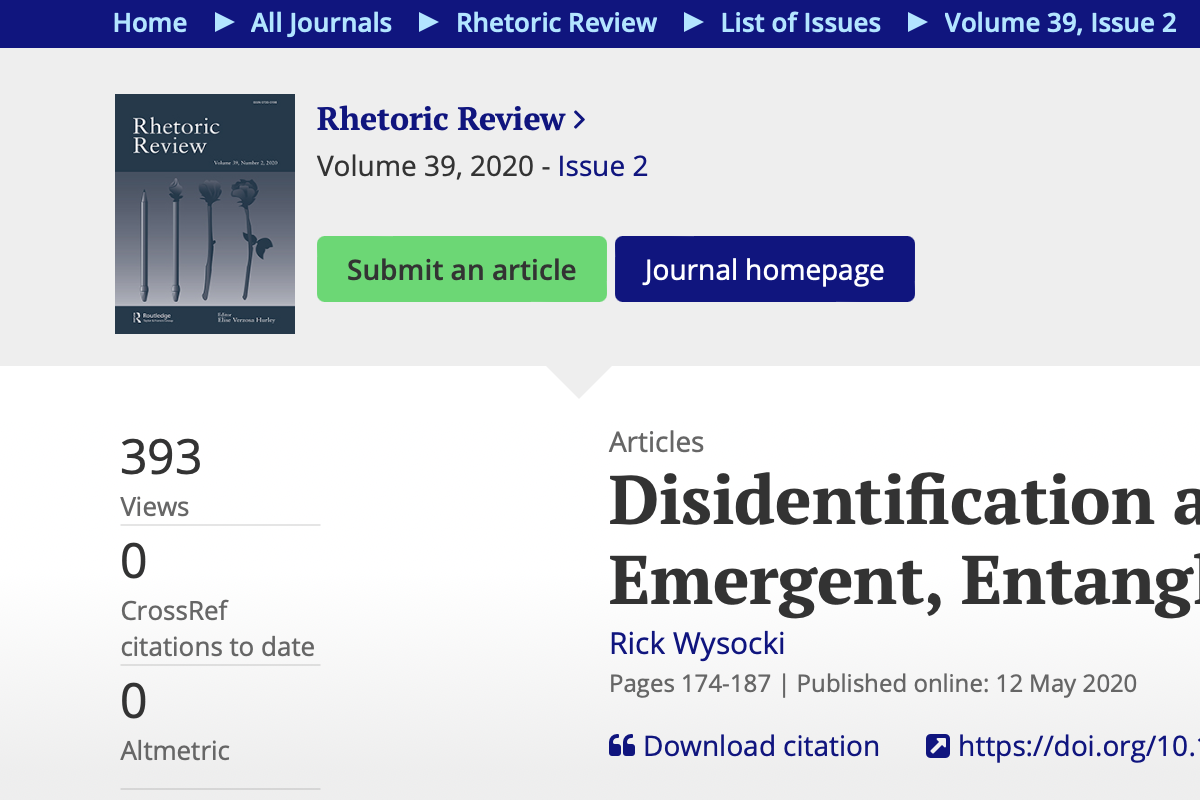 Home ▶ All Journals ▶ Rhetoric Review ▶ List of Issues ▶ Volume 39, Issue 2
Rhetoric
Review
Volume 39, Number 2, 2020
Routledge
Editor
Elise Verzosa Hurley
Rhetoric Review >
Volume 39, 2020 - Issue 2
Submit an article
Journal homepage
393
Views
0
CrossRef
citations to date
0
Altmetric
Articles
Disidentification a
Emergent, Entangl
Rick Wysocki
Pages 174-187 | Published online: 12 May 2020
Download citation
https://doi.org/10.1